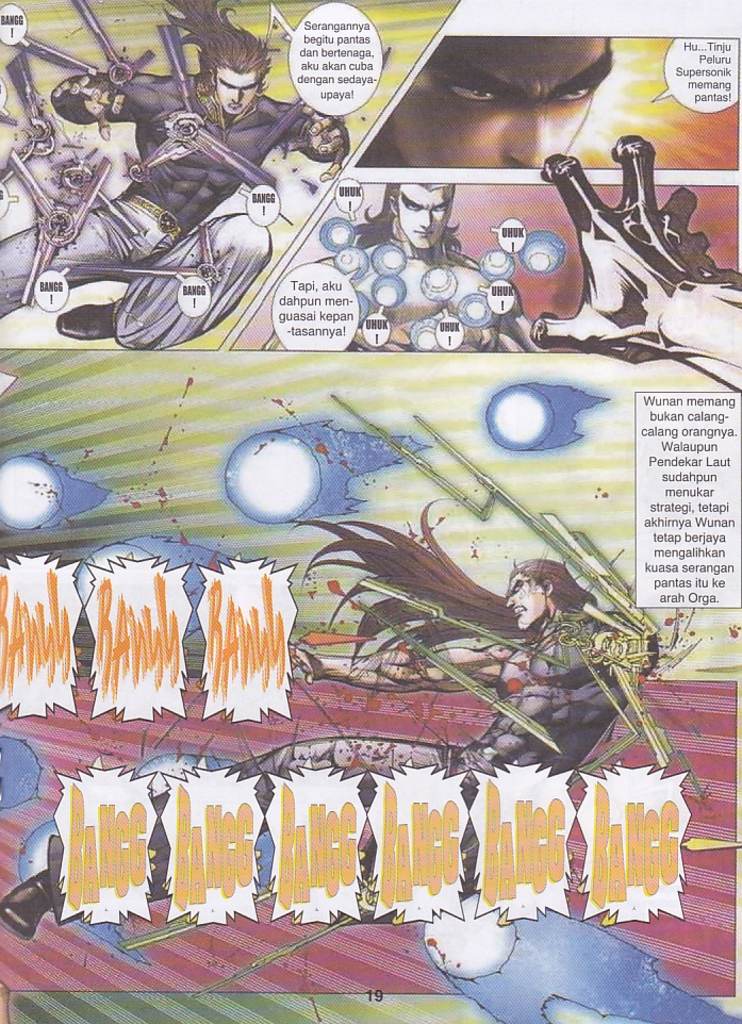 BANGG
!
Serangannya
begitu pantas
dan bertenaga,
aku akan cuba
dengan sedaya-
upaya!
BANGG
!
BANGG
!
BANGG
!
Hu...Tinju
Peluru
Supersonik
memang
pantas!
UHUK
!
UHUK
!
UHUK
!
UHUK
!
UHUK
!
Tapi, aku
dahpun men-
guasai kepan
-tasannya!
Wunan memang
bukan calang-
calang orangnya.
Walaupun
Pendekar Laut
sudahpun
menukar
strategi, tetapi
akhirnya Wunan
tetap berjaya
mengalihkan
kuasa serangan
pantas itu ke
arah Orga.
BANGG BANGG BANGG BANGG BANGG BANGG
19